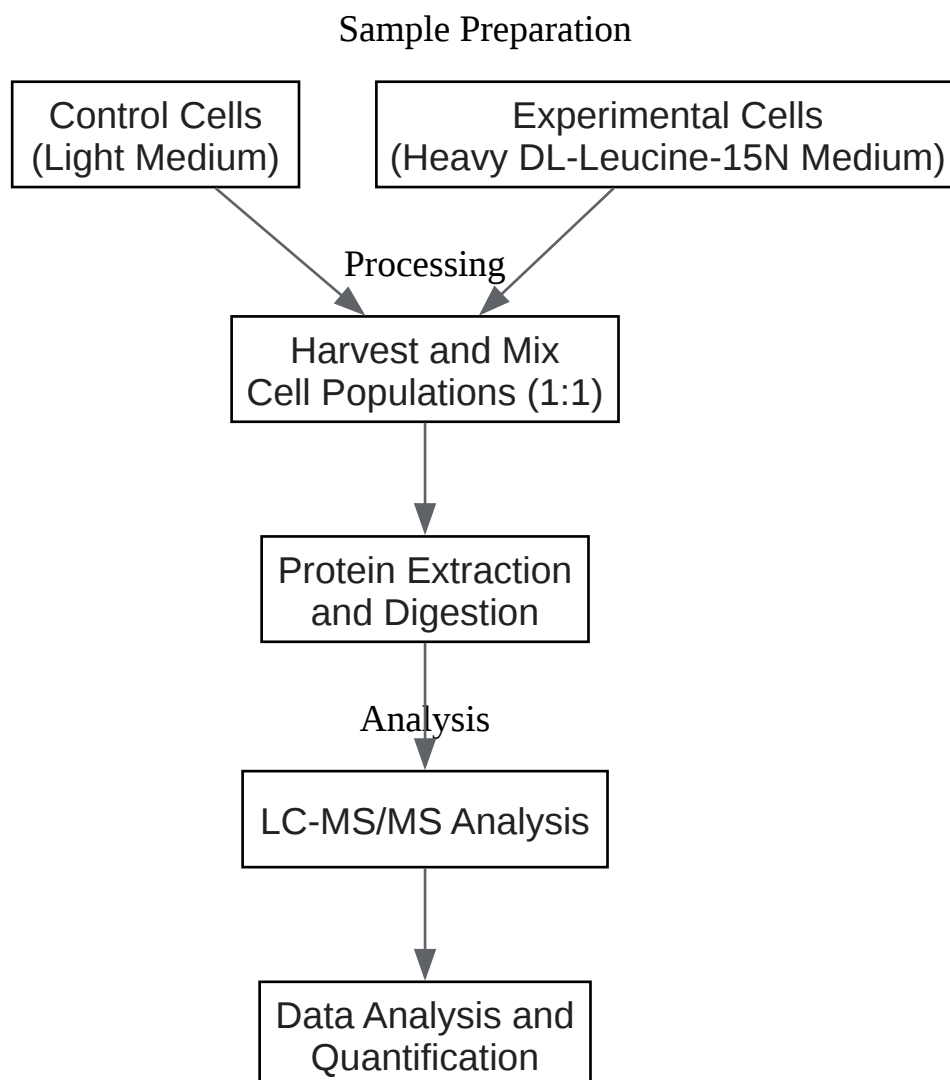 Sample Preparation
Control Cells
(Light Medium)
Experimental Cells
(Heavy DL-Leucine-15N Medium)
Processing
Harvest and Mix
Cell Populations (1:1)
Protein Extraction
and Digestion
Analysis
LC-MS/MS Analysis
Data Analysis and
Quantification